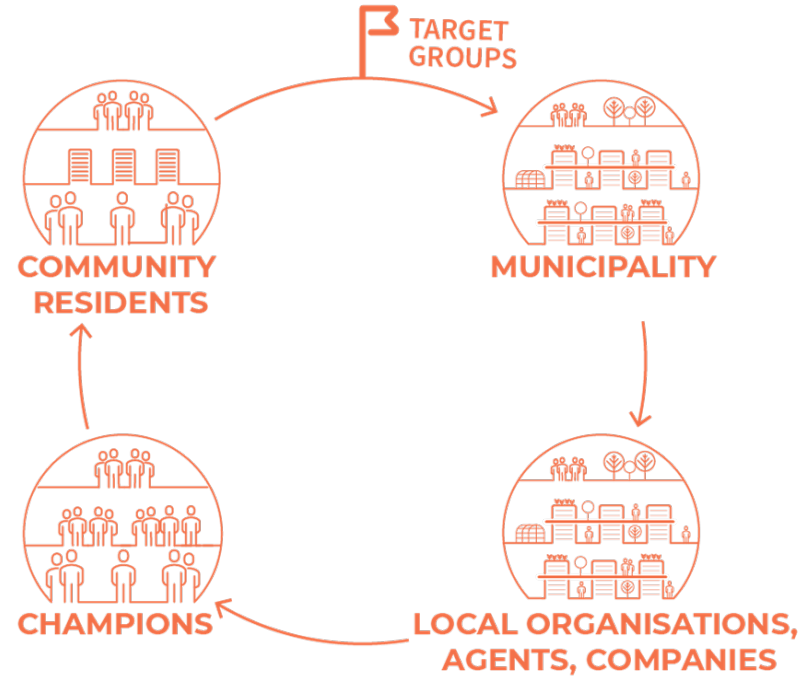 TARGET
GROUPS
COMMUNITY
RESIDENTS
MUNICIPALITY
CHAMPIONS
LOCAL ORGANISATIONS,
AGENTS, COMPANIES